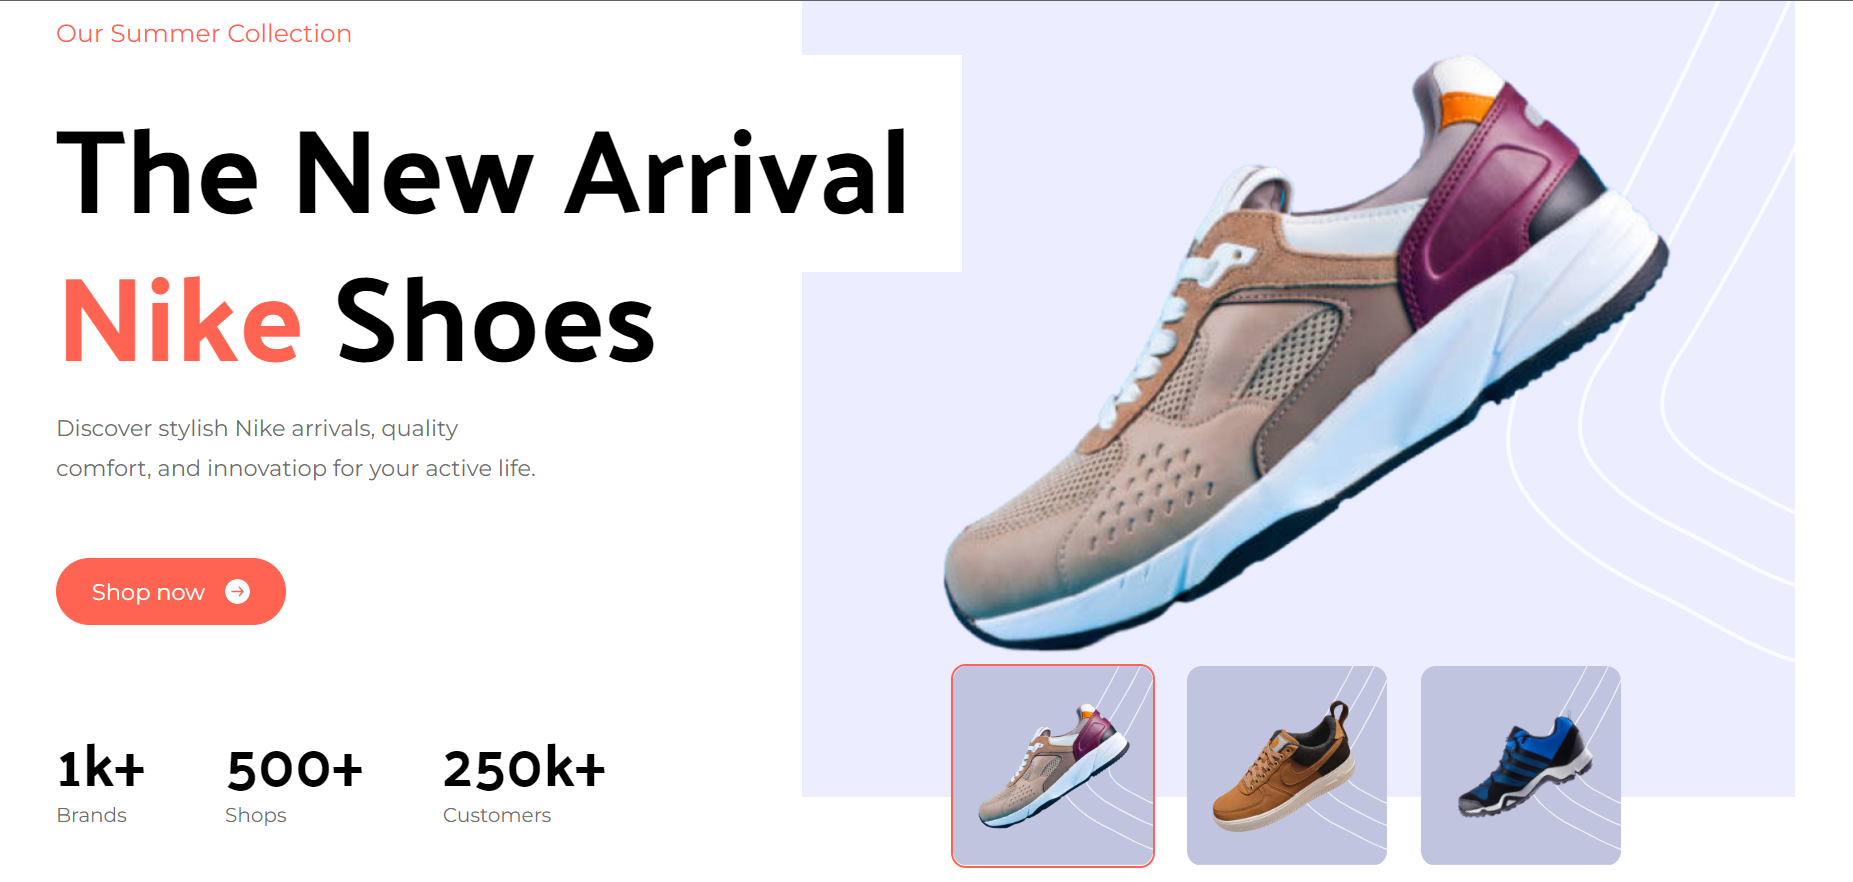 Our Summer Collection
The New Arrival
Nike Shoes
Discover stylish Nike arrivals, quality
comfort, and innovatiop for your active life.
Shop now
1k+
Brands
500+
Shops
250k+
Customers